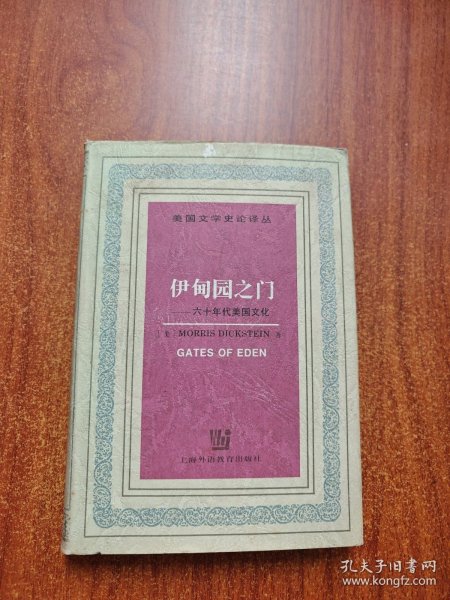 美国文学史论译丛
伊甸园之门
——六十年代美国文化
〔美〕MORRIS DICKSTEIN 著
GATES OF EDEN
上海外语教育出版社
孔夫子旧书网
www.kongfz.com